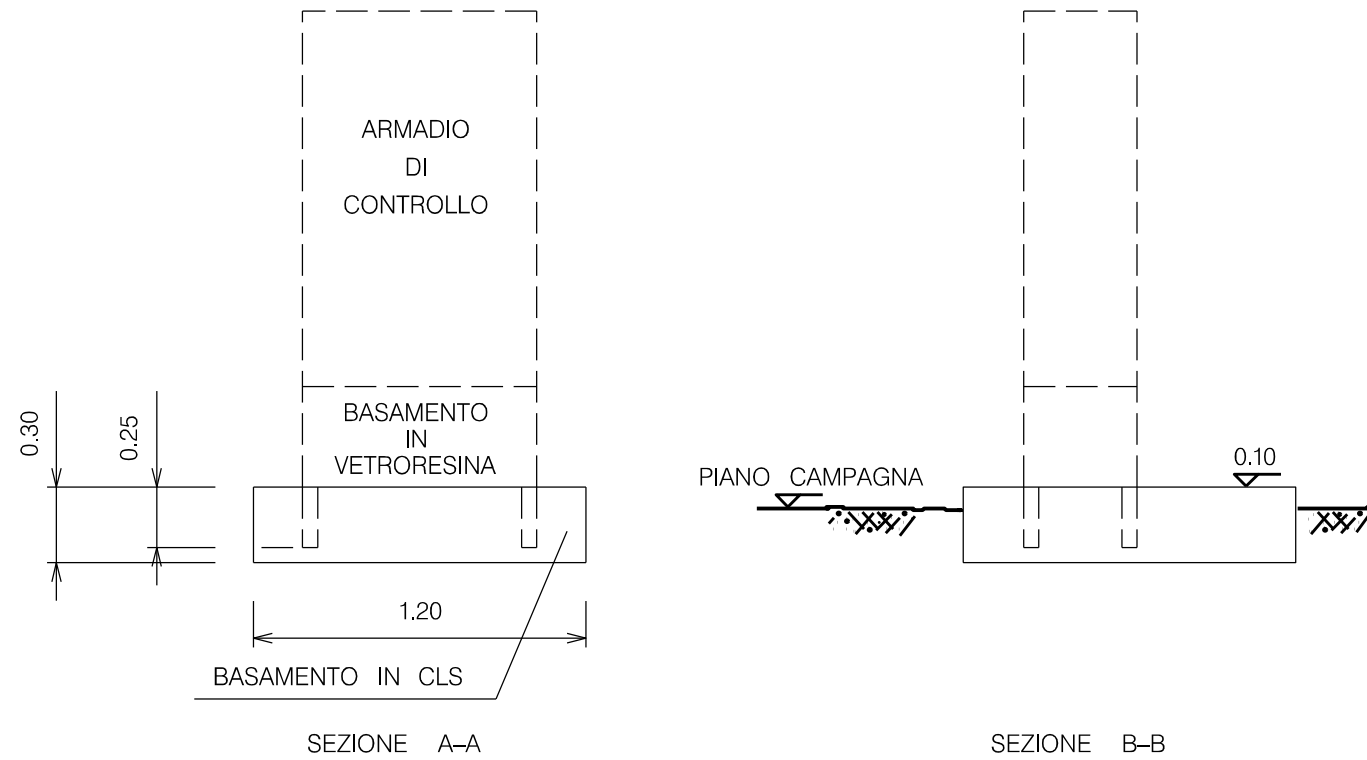 ARMADIO
DI
CONTROLLO
BASAMENTO
IN
VETRORESINA
0.30
0.25
1.20
BASAMENTO IN CLS
SEZIONE A–A
PIANO CAMPAGNA
0.10
SEZIONE B–B